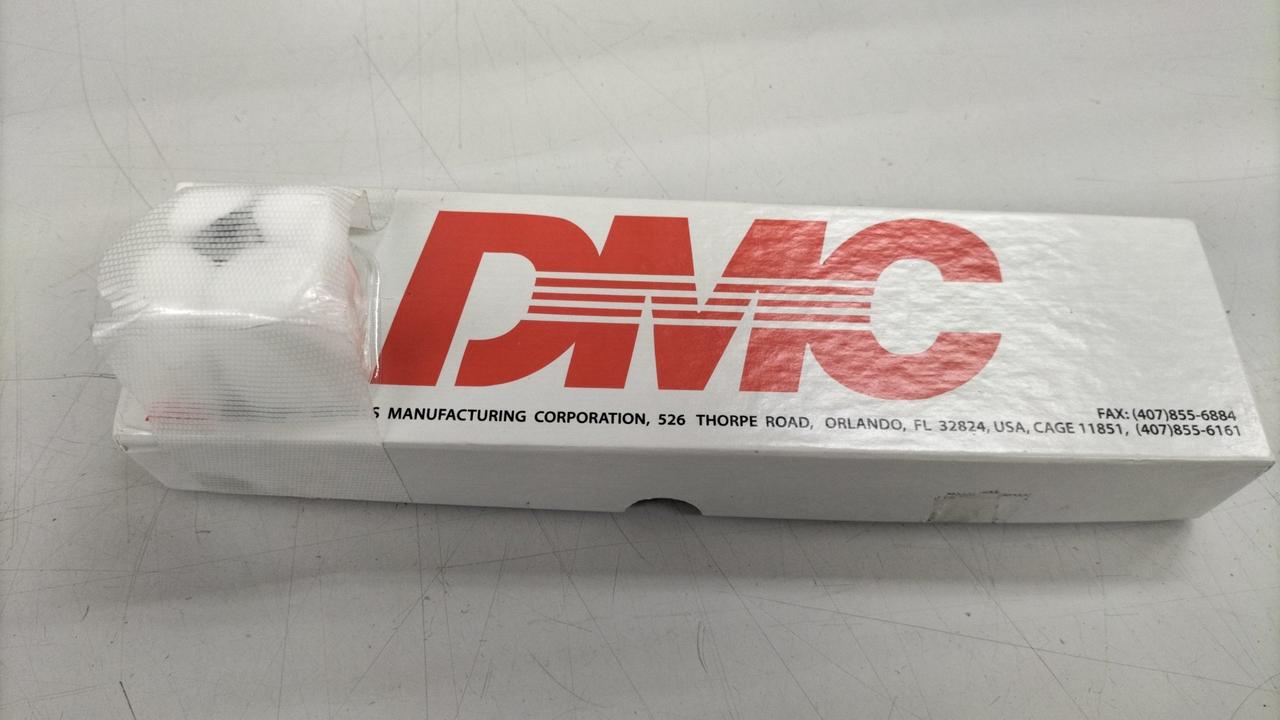 DMC
FAX: (407)855-6884
S MANUFACTURING CORPORATION, 526 THORPE ROAD, ORLANDO, FL 32824, USA, CAGE 11851, (407)855-6161